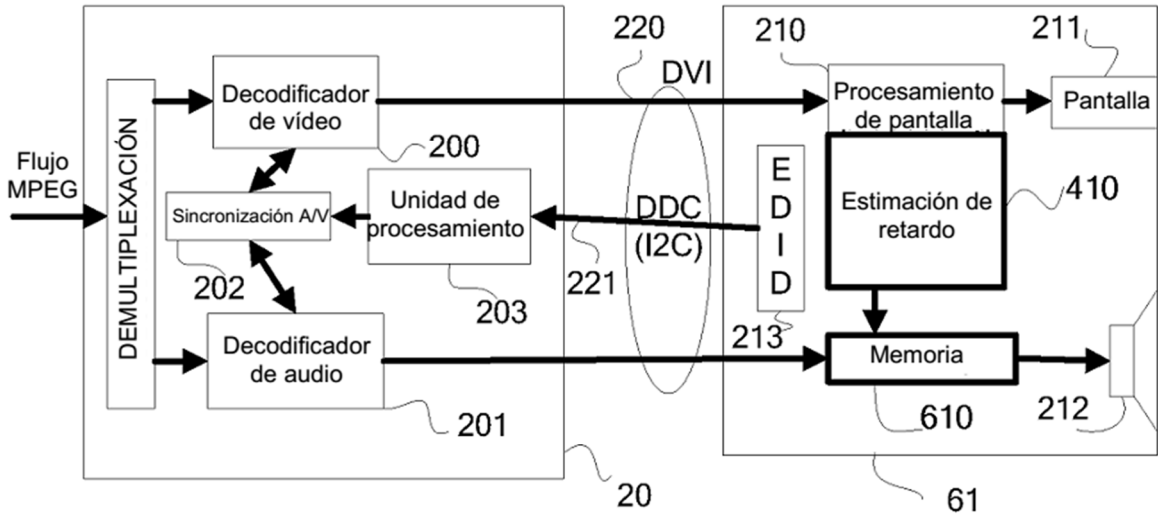 220
210
211
DVI
Decodificador
de vídeo
Procesamiento
de pantalla
Pantalla
200
Flujo
MPEG
DEMULTIPLEXACIÓN
Sincronización A/V
Unidad de
procesamiento
DDC
(I2C)
EDID
Estimación de
retardo
410
202
203
221
213
Decodificador
de audio
Memoria
201
610
212
20
61